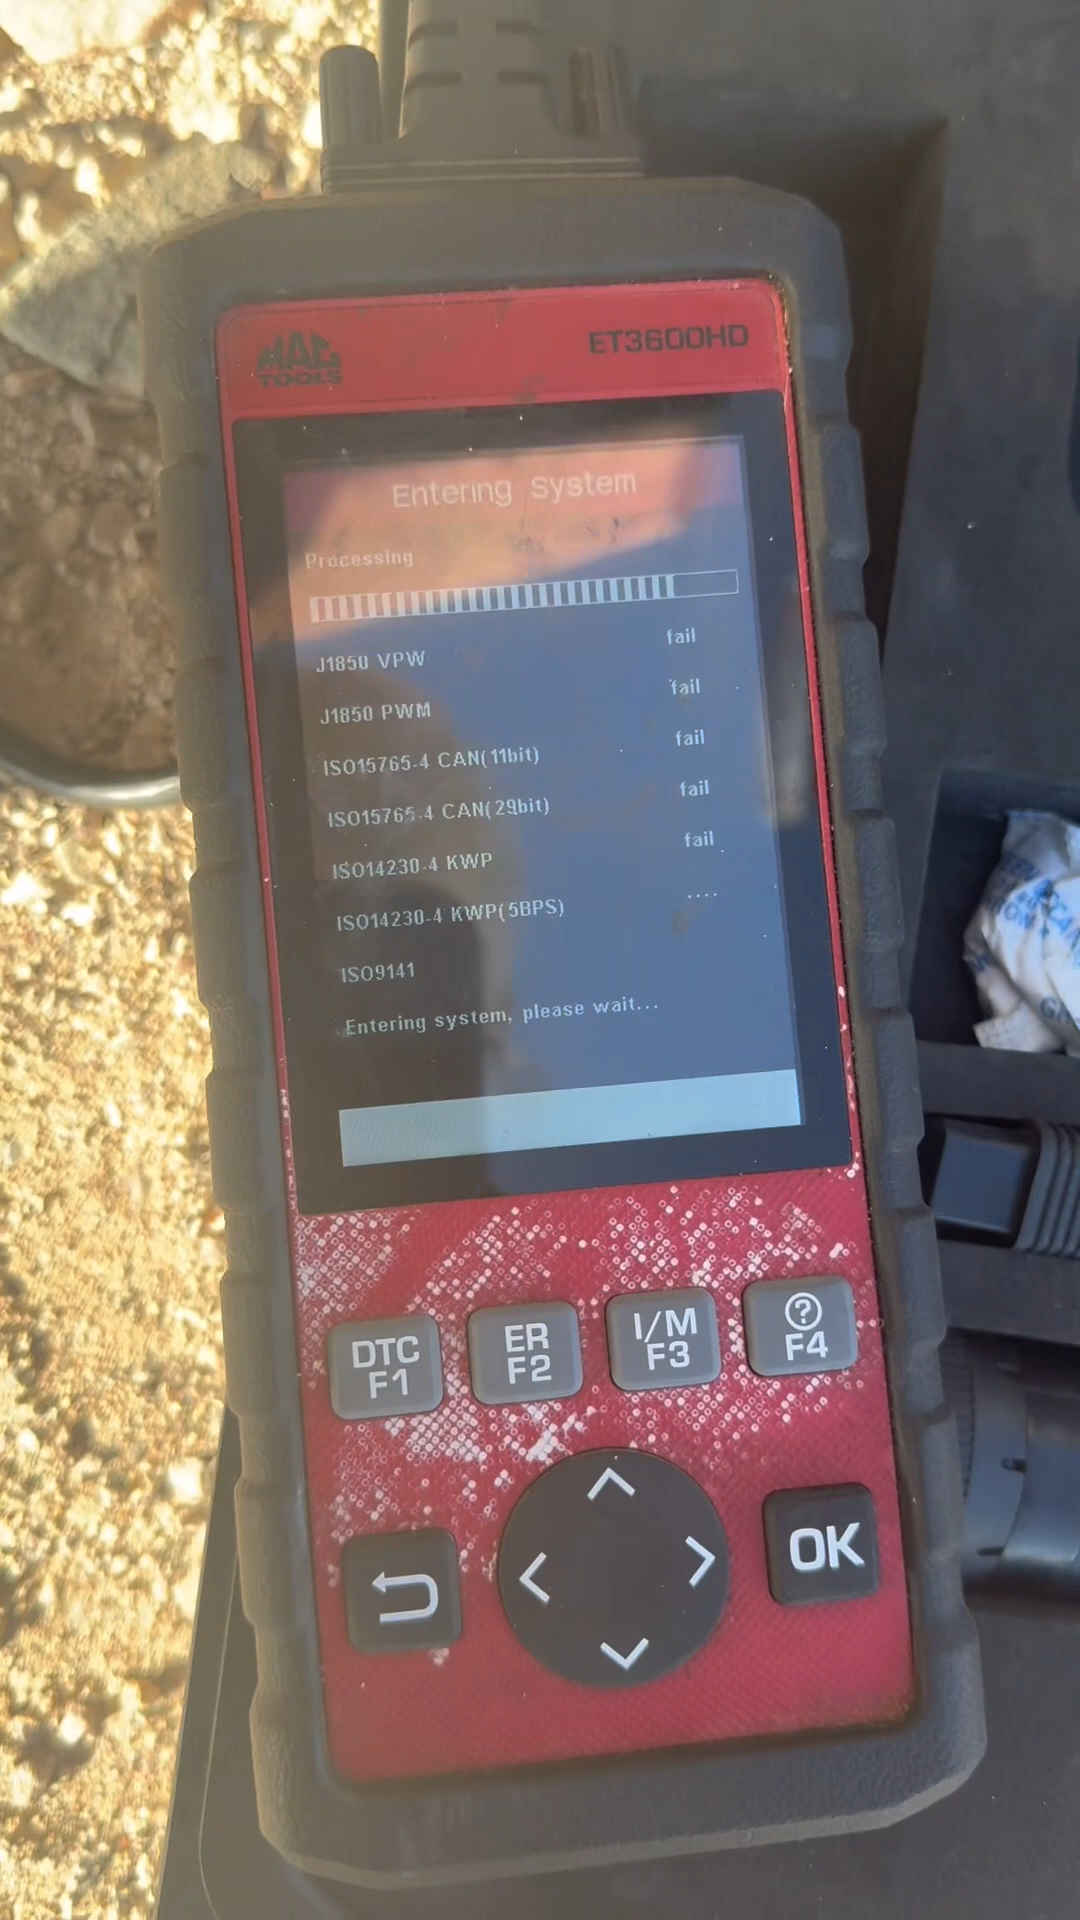 MAC
TOOLS
ET3600HD
Entering System
Processing
J1850 VPW fail
J1850 PWM fail
ISO15765-4 CAN(11bit) fail
ISO15765-4 CAN(29bit) fail
ISO14230-4 KWP fail
ISO14230-4 KWP(5BPS) ....
ISO9141
Entering system, please wait...
DTC
F1
ER
F2
I/M
F3
?
F4
OK